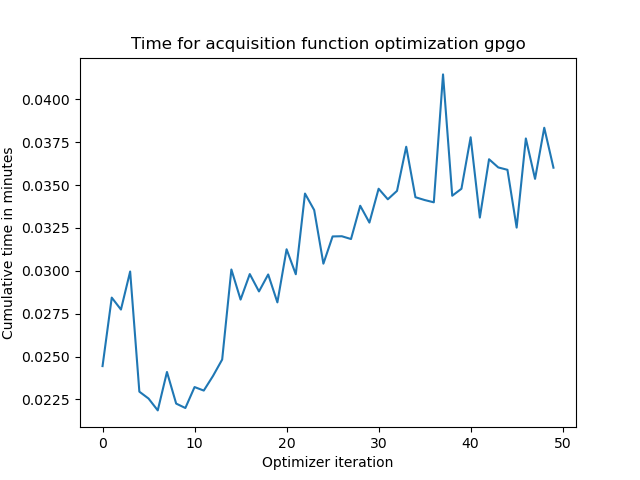 Time for acquisition function optimization gpgo
Cumulative time in minutes
0.0400
0.0375
0.0350
0.0325
0.0300
0.0275
0.0250
0.0225
0 10 20 30 40 50
Optimizer iteration